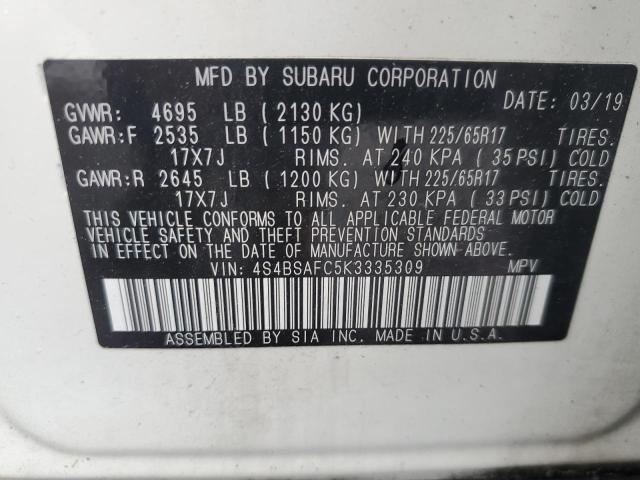 MFD BY SUBARU CORPORATION
DATE: 03/19
GVWR: 4695 LB (2130 KG)
GAWR:F 2535 LB (1150 KG) WITH 225/65R17 TIRES.
17X7J RIMS. AT 240 KPA (35 PSI) COLD
GAWR:R 2645 LB (1200 KG) WITH 225/65R17 TIRES.
17X7J RIMS. AT 230 KPA (33 PSI) COLD
THIS VEHICLE CONFORMS TO ALL APPLICABLE FEDERAL MOTOR
VEHICLE SAFETY AND THEFT PREVENTION STANDARDS
IN EFFECT ON THE DATE OF MANUFACTURE SHOWN ABOVE.
VIN: 4S4BSAFC5K3335309 MPV
ASSEMBLED BY SIA INC. MADE IN U.S.A.